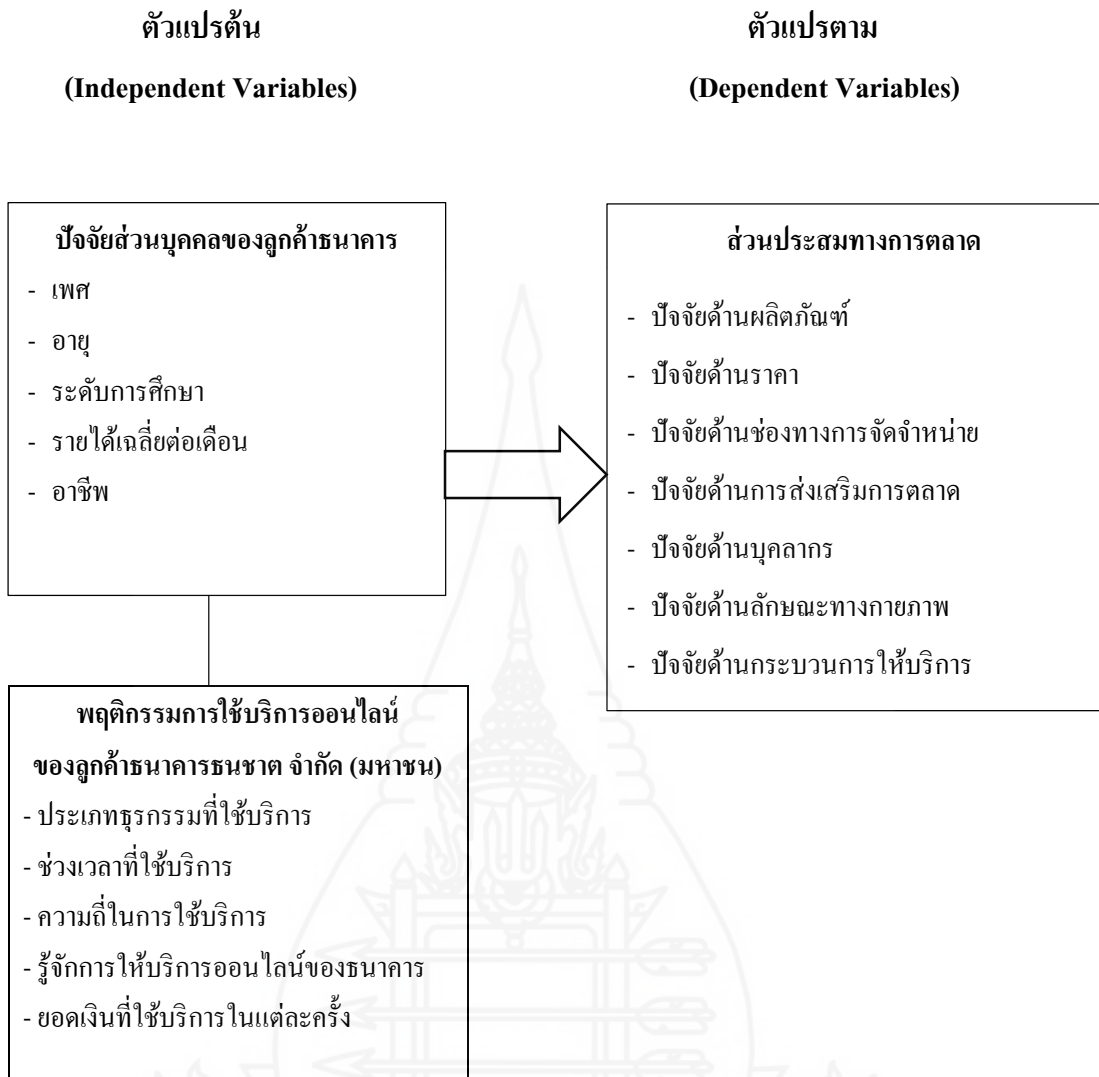 ตัวแปรต้น
(Independent Variables)
ตัวแปรตาม
(Dependent Variables)
ปัจจัยส่วนบุคคลของลูกค้าธนาคาร
- เพศ
- อายุ
- ระดับการศึกษา
- รายได้เฉลี่ยต่อเดือน
- อาชีพ
ส่วนประสมทางการตลาด
- ปัจจัยด้านผลิตภัณฑ์
- ปัจจัยด้านราคา
- ปัจจัยด้านช่องทางการจัดจำหน่าย
- ปัจจัยด้านการส่งเสริมการตลาด
- ปัจจัยด้านบุคลากร
- ปัจจัยด้านลักษณะทางกายภาพ
- ปัจจัยด้านกระบวนการให้บริการ
พฤติกรรมการใช้บริการออนไลน์
ของลูกค้าธนาคารธนชาต จำกัด (มหาชน)
- ประเภทธุรกรรมที่ใช้บริการ
- ช่วงเวลาที่ใช้บริการ
- ความถี่ในการใช้บริการ
- รู้จักการให้บริการออนไลน์ของธนาคาร
- ยอดเงินที่ใช้บริการในแต่ละครั้ง